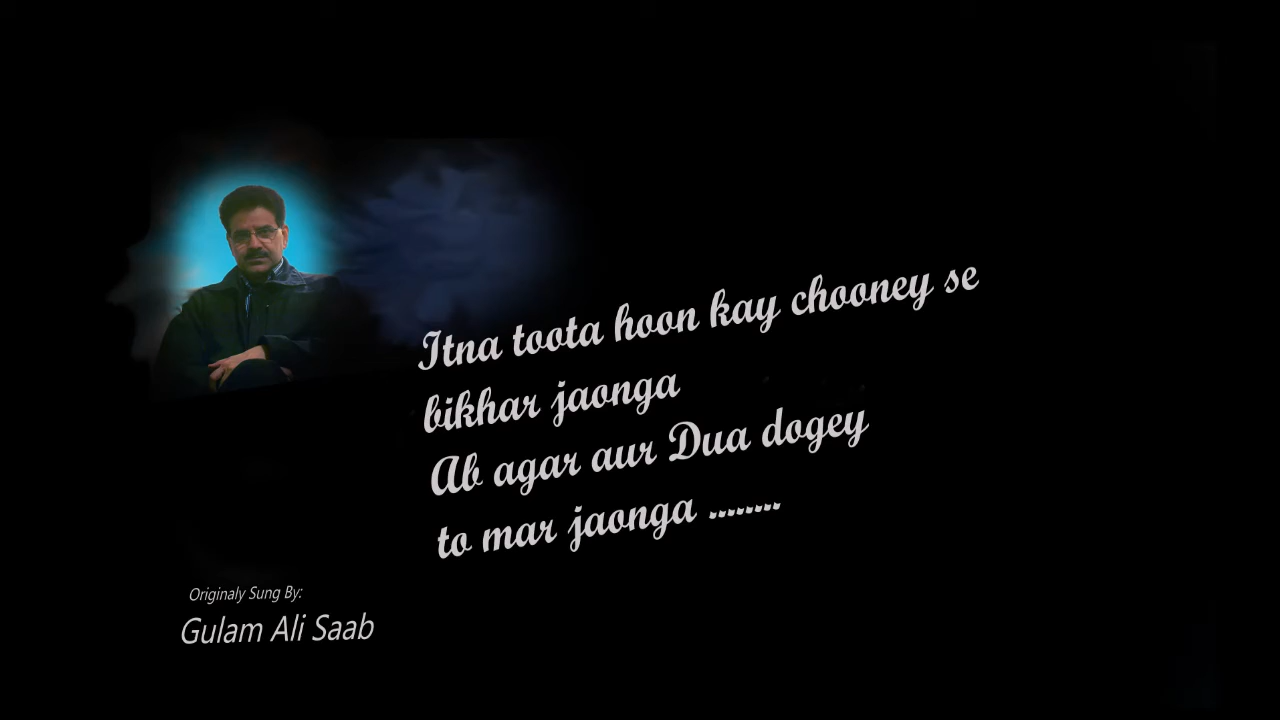 Itna toota hoon kay chooney se
bikhar jaonga
Ab agar aur Dua dogey
to mar jaonga ........
Originaly Sung By:
Gulam Ali Saab